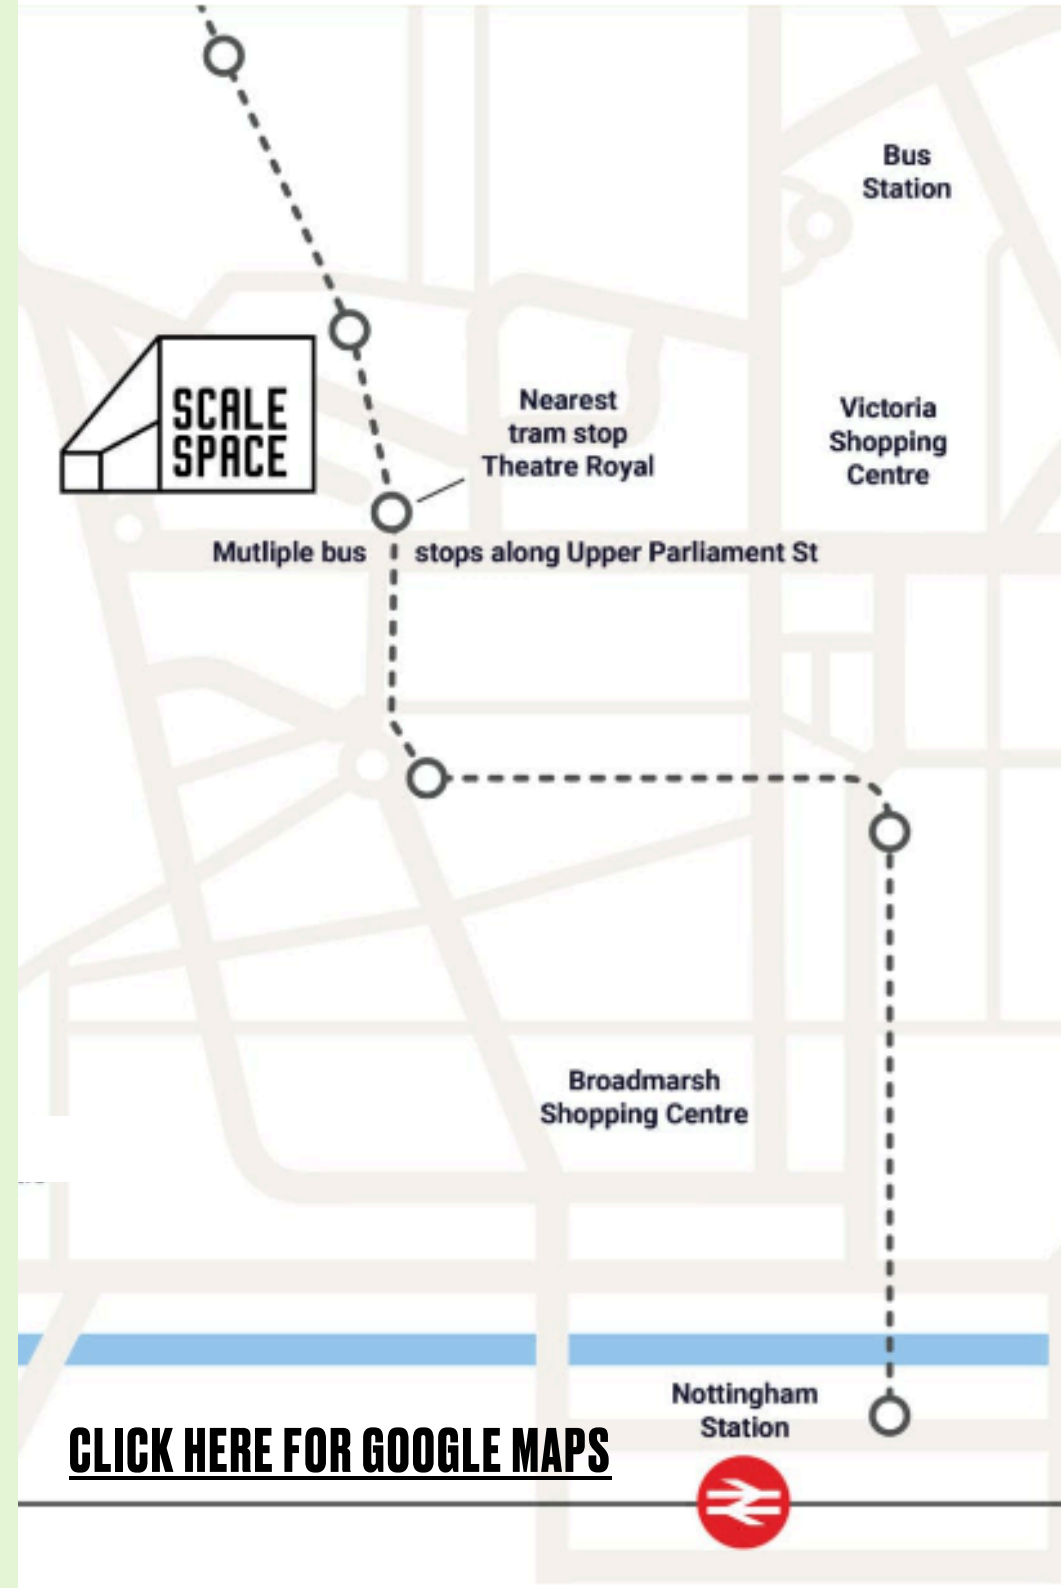 Bus
Station
SCALE
SPACE
Nearest
tram stop
Theatre Royal
Victoria
Shopping
Centre
Mutliple bus stops along Upper Parliament St
Broadmarsh
Shopping Centre
Nottingham
Station
CLICK HERE FOR GOOGLE MAPS